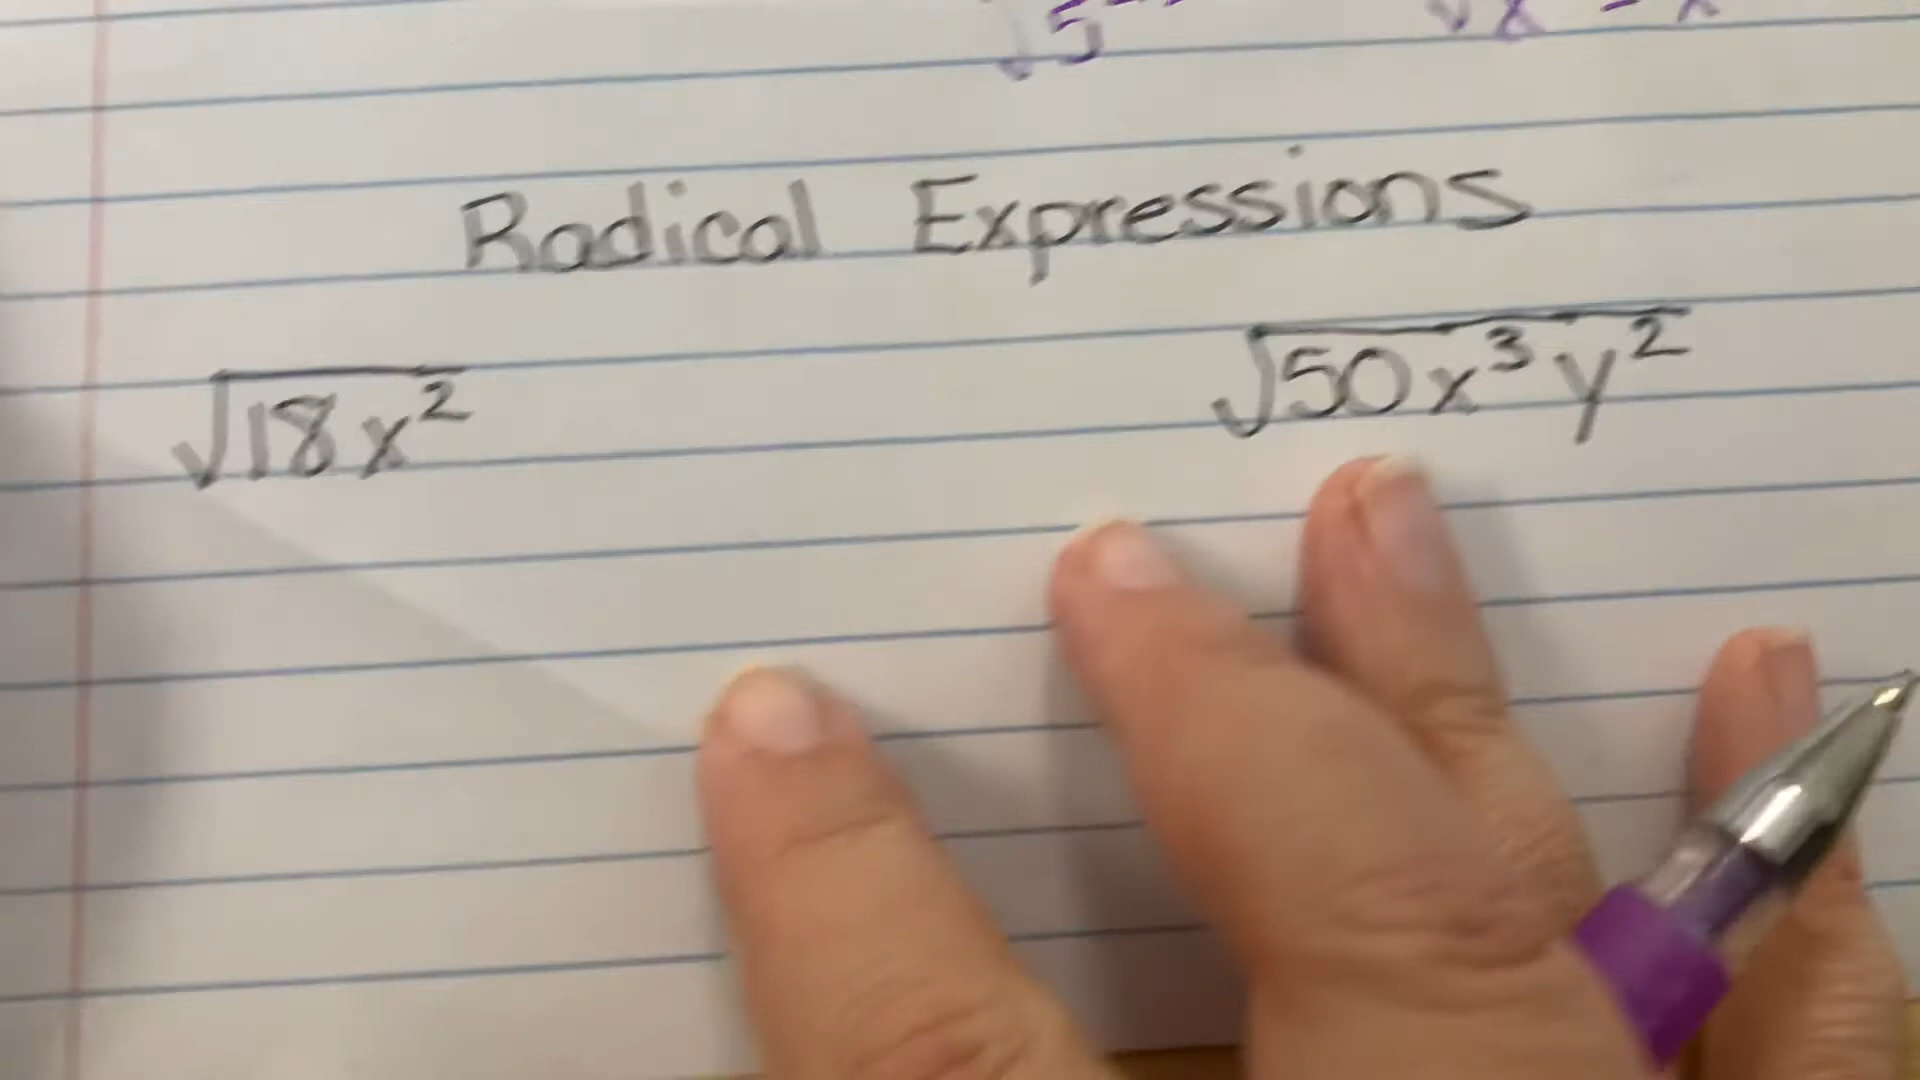 Radical Expressions
√18x² √50x³y²